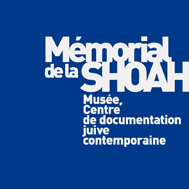 Mémorial
de la SHOAH
Musée,
Centre
de documentation
juive
contemporaine